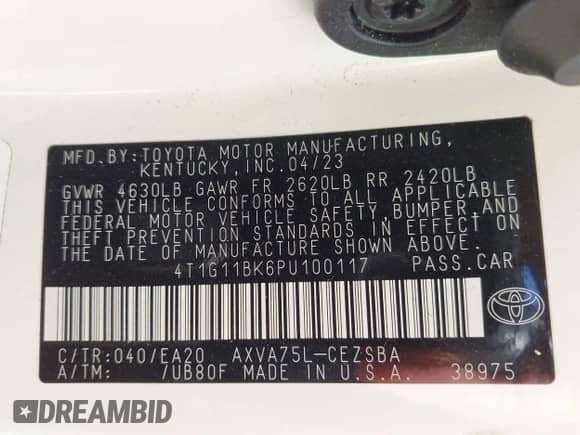 MFD.BY:TOYOTA MOTOR MANUFACTURING,
KENTUCKY,INC.04/23
GVWR 4630LB GAWR FR 2620LB RR 2420LB
THIS VEHICLE CONFORMS TO ALL APPLICABLE
FEDERAL MOTOR VEHICLE SAFETY,BUMPER,AND
THEFT PREVENTION STANDARDS IN EFFECT ON
THE DATE OF MANUFACTURE SHOWN ABOVE.
4T1G11BK6PU100117 PASS.CAR
C/TR:040/EA20 AXVA75L-CEZSBA
A/TM: /UB80F MADE IN U.S.A. 38975
DREAMBID